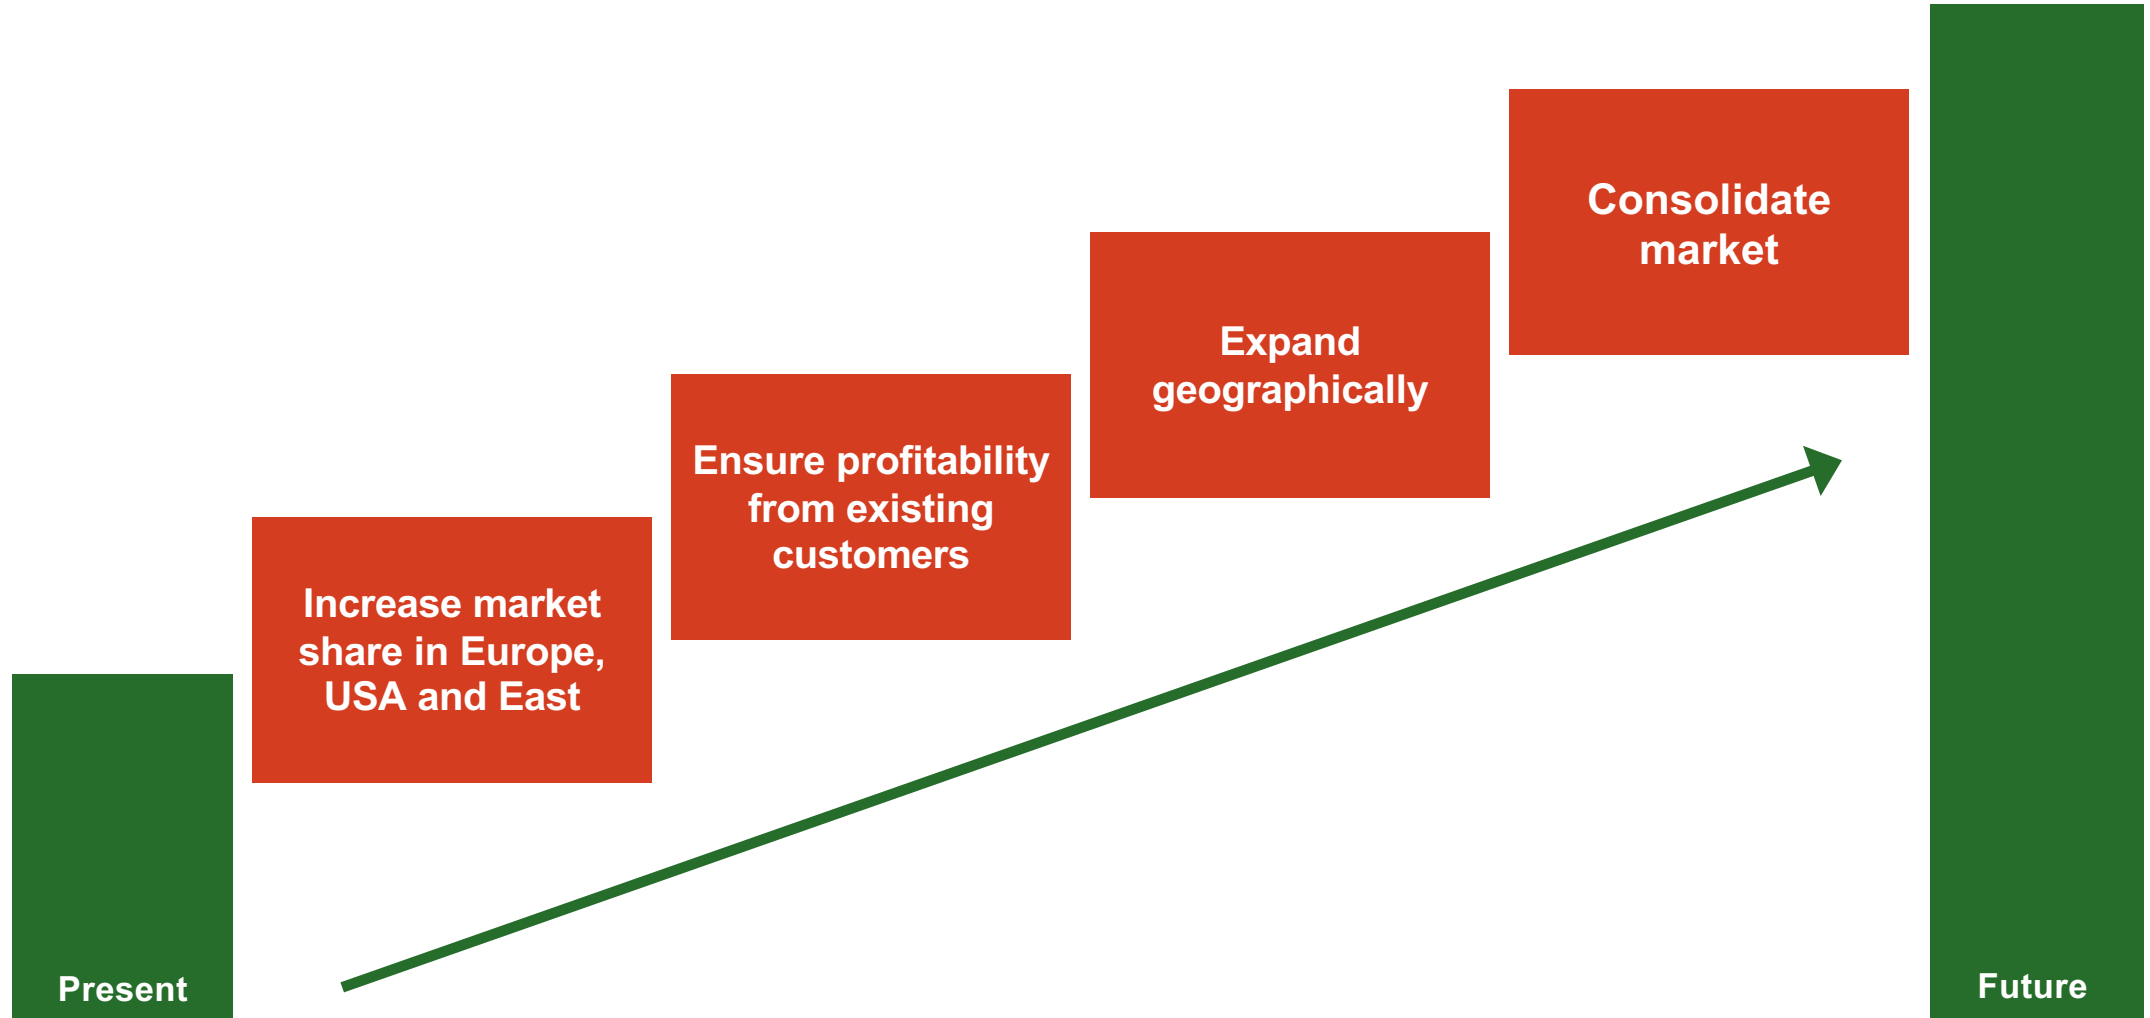 Consolidate
market
Expand
geographically
Ensure profitability
from existing
customers
Increase market
share in Europe,
USA and East
Present
Future